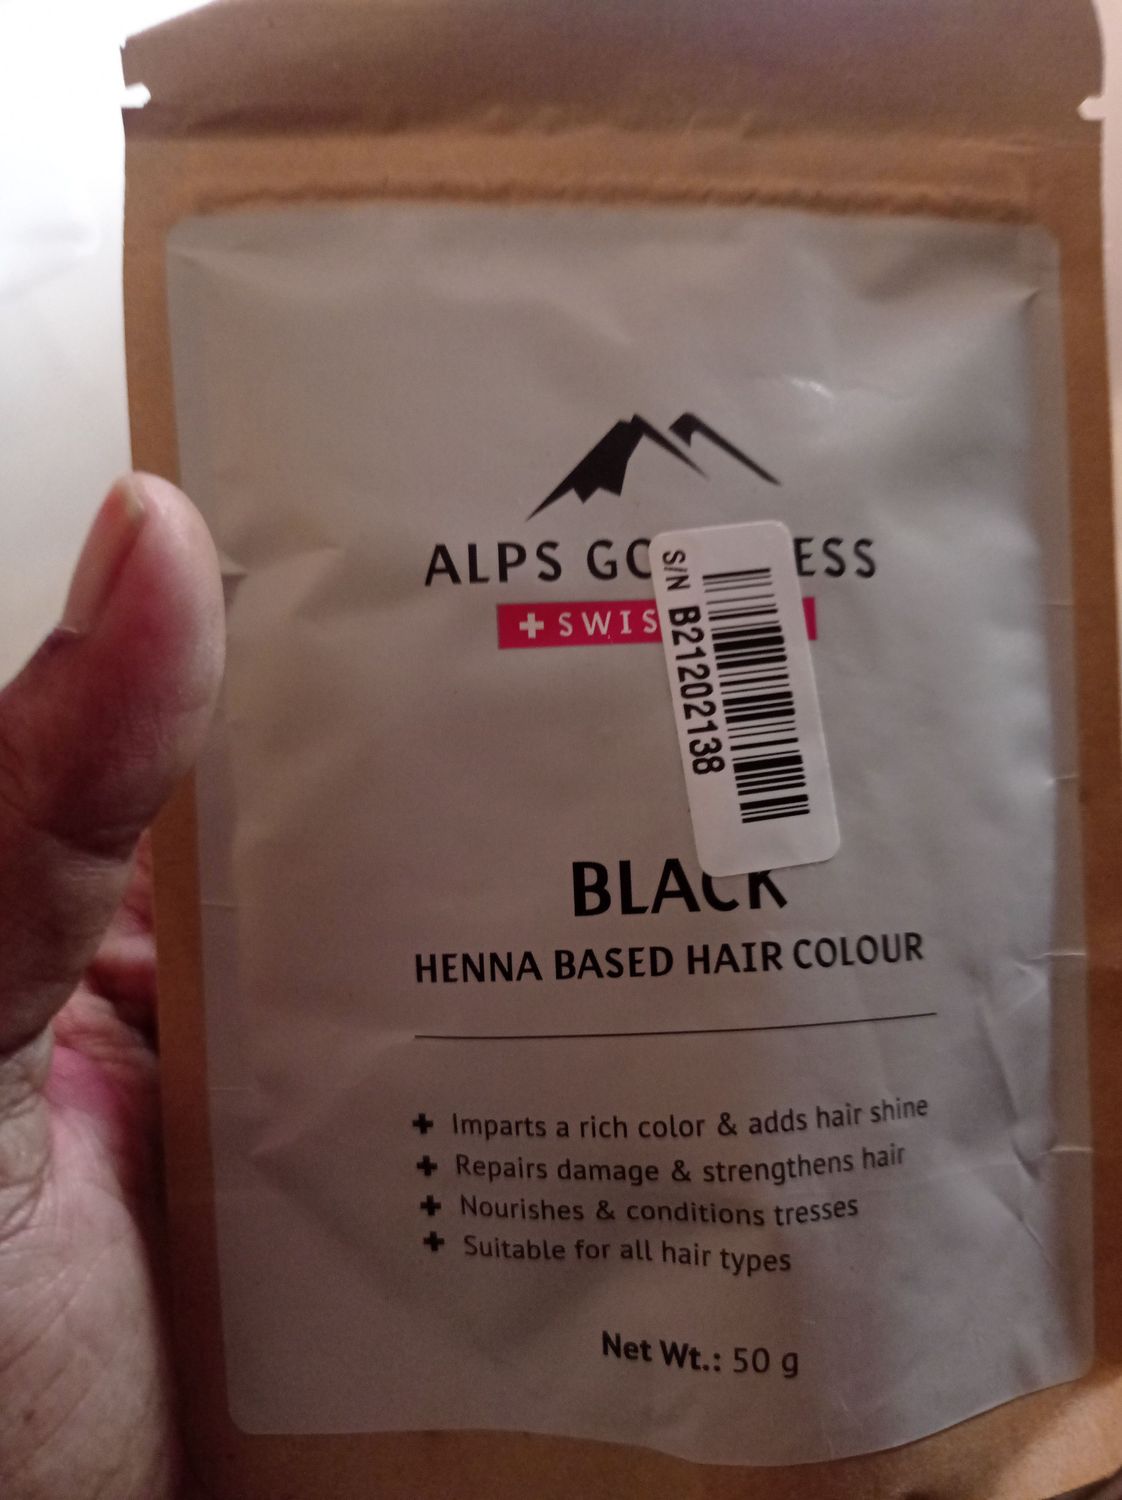 ALPS GO ESS
+ SWIS
S/N B21202138
BLACK
HENNA BASED HAIR COLOUR
+ Imparts a rich color & adds hair shine
+ Repairs damage & strengthens hair
+ Nourishes & conditions tresses
+ Suitable for all hair types
Net Wt.: 50 g